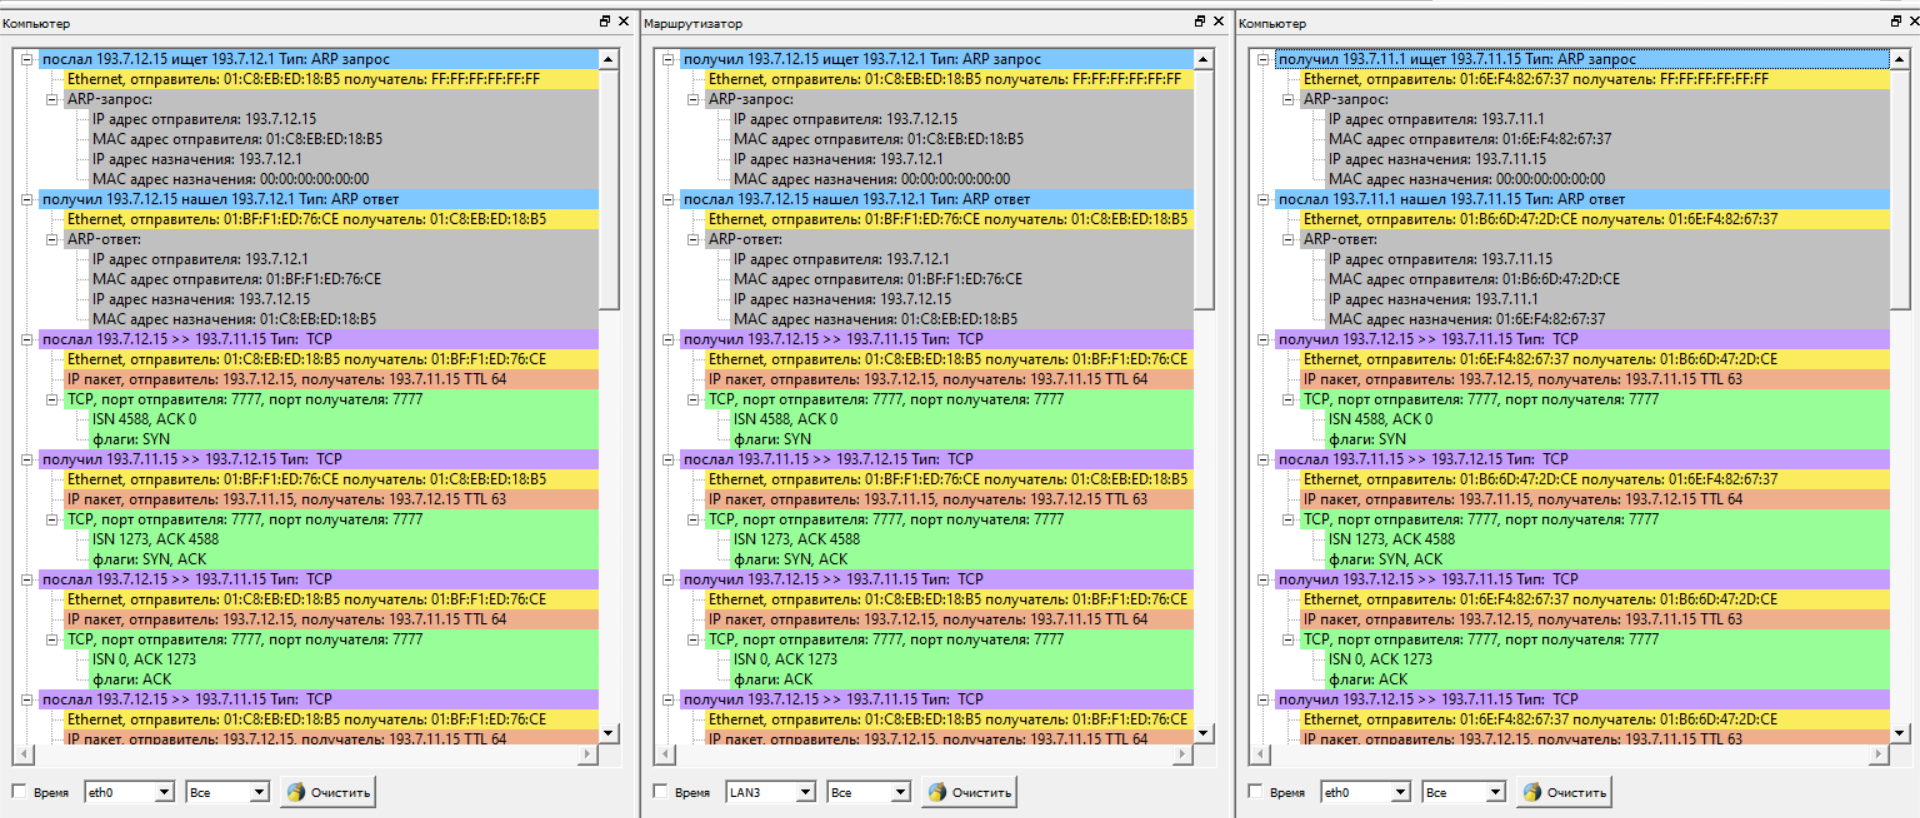 Компьютер
послал 193.7.12.15 ищет 193.7.12.1 Тип: ARP запрос
Ethernet, отправитель: 01:C8:EB:ED:18:B5 получатель: FF:FF:FF:FF:FF:FF
ARP-запрос:
IP адрес отправителя: 193.7.12.15
MAC адрес отправителя: 01:C8:EB:ED:18:B5
IP адрес назначения: 193.7.12.1
MAC адрес назначения: 00:00:00:00:00:00
получил 193.7.12.15 нашел 193.7.12.1 Тип: ARP ответ
Ethernet, отправитель: 01:BF:F1:ED:76:CE получатель: 01:C8:EB:ED:18:B5
ARP-ответ:
IP адрес отправителя: 193.7.12.1
MAC адрес отправителя: 01:BF:F1:ED:76:CE
IP адрес назначения: 193.7.12.15
MAC адрес назначения: 01:C8:EB:ED:18:B5
послал 193.7.12.15 >> 193.7.11.15 Тип: TCP
Ethernet, отправитель: 01:C8:EB:ED:18:B5 получатель: 01:BF:F1:ED:76:CE
IP пакет, отправитель: 193.7.12.15, получатель: 193.7.11.15 TTL 64
TCP, порт отправителя: 7777, порт получателя: 7777
ISN 4588, ACK 0
флаги: SYN
получил 193.7.11.15 >> 193.7.12.15 Тип: TCP
Ethernet, отправитель: 01:BF:F1:ED:76:CE получатель: 01:C8:EB:ED:18:B5
IP пакет, отправитель: 193.7.11.15, получатель: 193.7.12.15 TTL 63
TCP, порт отправителя: 7777, порт получателя: 7777
ISN 1273, ACK 4588
флаги: SYN, ACK
послал 193.7.12.15 >> 193.7.11.15 Тип: TCP
Ethernet, отправитель: 01:C8:EB:ED:18:B5 получатель: 01:BF:F1:ED:76:CE
IP пакет, отправитель: 193.7.12.15, получатель: 193.7.11.15 TTL 64
TCP, порт отправителя: 7777, порт получателя: 7777
ISN 0, ACK 1273
флаги: ACK
послал 193.7.12.15 >> 193.7.11.15 Тип: TCP
Ethernet, отправитель: 01:C8:EB:ED:18:B5 получатель: 01:BF:F1:ED:76:CE
IP пакет, отправитель: 193.7.12.15, получатель: 193.7.11.15 TTL 64
Время eth0 Все Очистить
Маршрутизатор
получил 193.7.12.15 ищет 193.7.12.1 Тип: ARP запрос
Ethernet, отправитель: 01:C8:EB:ED:18:B5 получатель: FF:FF:FF:FF:FF:FF
ARP-запрос:
IP адрес отправителя: 193.7.12.15
MAC адрес отправителя: 01:C8:EB:ED:18:B5
IP адрес назначения: 193.7.12.1
MAC адрес назначения: 00:00:00:00:00:00
послал 193.7.12.15 нашел 193.7.12.1 Тип: ARP ответ
Ethernet, отправитель: 01:BF:F1:ED:76:CE получатель: 01:C8:EB:ED:18:B5
ARP-ответ:
IP адрес отправителя: 193.7.12.1
MAC адрес отправителя: 01:BF:F1:ED:76:CE
IP адрес назначения: 193.7.12.15
MAC адрес назначения: 01:C8:EB:ED:18:B5
получил 193.7.12.15 >> 193.7.11.15 Тип: TCP
Ethernet, отправитель: 01:C8:EB:ED:18:B5 получатель: 01:BF:F1:ED:76:CE
IP пакет, отправитель: 193.7.12.15, получатель: 193.7.11.15 TTL 64
TCP, порт отправителя: 7777, порт получателя: 7777
ISN 4588, ACK 0
флаги: SYN
послал 193.7.11.15 >> 193.7.12.15 Тип: TCP
Ethernet, отправитель: 01:BF:F1:ED:76:CE получатель: 01:C8:EB:ED:18:B5
IP пакет, отправитель: 193.7.11.15, получатель: 193.7.12.15 TTL 63
TCP, порт отправителя: 7777, порт получателя: 7777
ISN 1273, ACK 4588
флаги: SYN, ACK
получил 193.7.12.15 >> 193.7.11.15 Тип: TCP
Ethernet, отправитель: 01:C8:EB:ED:18:B5 получатель: 01:BF:F1:ED:76:CE
IP пакет, отправитель: 193.7.12.15, получатель: 193.7.11.15 TTL 64
TCP, порт отправителя: 7777, порт получателя: 7777
ISN 0, ACK 1273
флаги: ACK
получил 193.7.12.15 >> 193.7.11.15 Тип: TCP
Ethernet, отправитель: 01:C8:EB:ED:18:B5 получатель: 01:BF:F1:ED:76:CE
IP пакет, отправитель: 193.7.12.15, получатель: 193.7.11.15 TTL 64
Время LAN3 Все Очистить
Компьютер
получил 193.7.11.1 ищет 193.7.11.15 Тип: ARP запрос
Ethernet, отправитель: 01:6E:F4:82:67:37 получатель: FF:FF:FF:FF:FF:FF
ARP-запрос:
IP адрес отправителя: 193.7.11.1
MAC адрес отправителя: 01:6E:F4:82:67:37
IP адрес назначения: 193.7.11.15
MAC адрес назначения: 00:00:00:00:00:00
послал 193.7.11.1 нашел 193.7.11.15 Тип: ARP ответ
Ethernet, отправитель: 01:B6:6D:47:2D:CE получатель: 01:6E:F4:82:67:37
ARP-ответ:
IP адрес отправителя: 193.7.11.15
MAC адрес отправителя: 01:B6:6D:47:2D:CE
IP адрес назначения: 193.7.11.1
MAC адрес назначения: 01:6E:F4:82:67:37
получил 193.7.12.15 >> 193.7.11.15 Тип: TCP
Ethernet, отправитель: 01:6E:F4:82:67:37 получатель: 01:B6:6D:47:2D:CE
IP пакет, отправитель: 193.7.12.15, получатель: 193.7.11.15 TTL 63
TCP, порт отправителя: 7777, порт получателя: 7777
ISN 4588, ACK 0
флаги: SYN
послал 193.7.11.15 >> 193.7.12.15 Тип: TCP
Ethernet, отправитель: 01:B6:6D:47:2D:CE получатель: 01:6E:F4:82:67:37
IP пакет, отправитель: 193.7.11.15, получатель: 193.7.12.15 TTL 64
TCP, порт отправителя: 7777, порт получателя: 7777
ISN 1273, ACK 4588
флаги: SYN, ACK
получил 193.7.12.15 >> 193.7.11.15 Тип: TCP
Ethernet, отправитель: 01:6E:F4:82:67:37 получатель: 01:B6:6D:47:2D:CE
IP пакет, отправитель: 193.7.12.15, получатель: 193.7.11.15 TTL 63
TCP, порт отправителя: 7777, порт получателя: 7777
ISN 0, ACK 1273
флаги: ACK
получил 193.7.12.15 >> 193.7.11.15 Тип: TCP
Ethernet, отправитель: 01:6E:F4:82:67:37 получатель: 01:B6:6D:47:2D:CE
IP пакет, отправитель: 193.7.12.15, получатель: 193.7.11.15 TTL 63
Время eth0 Все Очистить